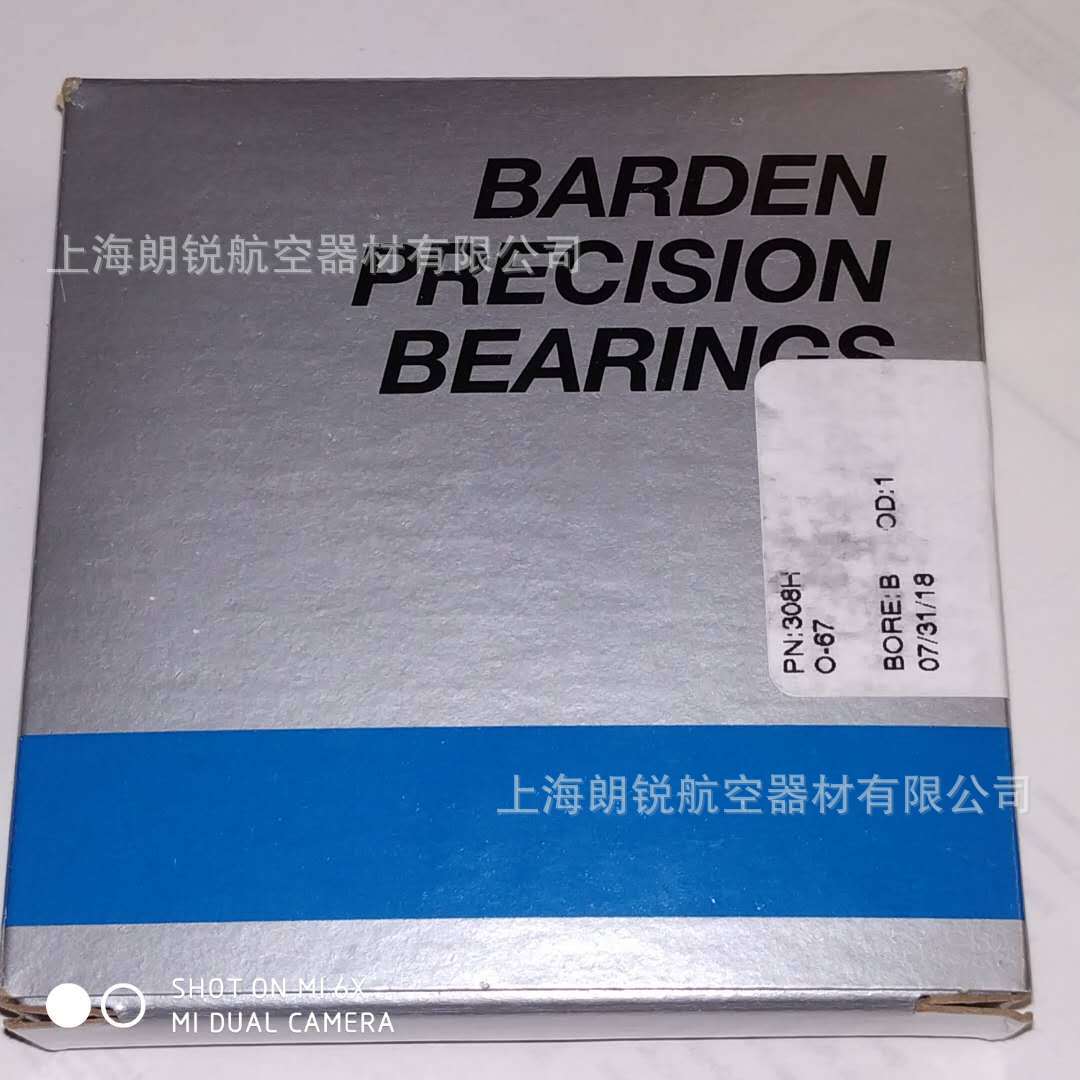 BARDEN
上海朗锐航空器材有限公司
PRECISION
BEARINGS
PN:308H
O-67
BORE:B OD:1
07/31/18
上海朗锐航空器材有限公司
SHOT ON MI 6X
MI DUAL CAMERA